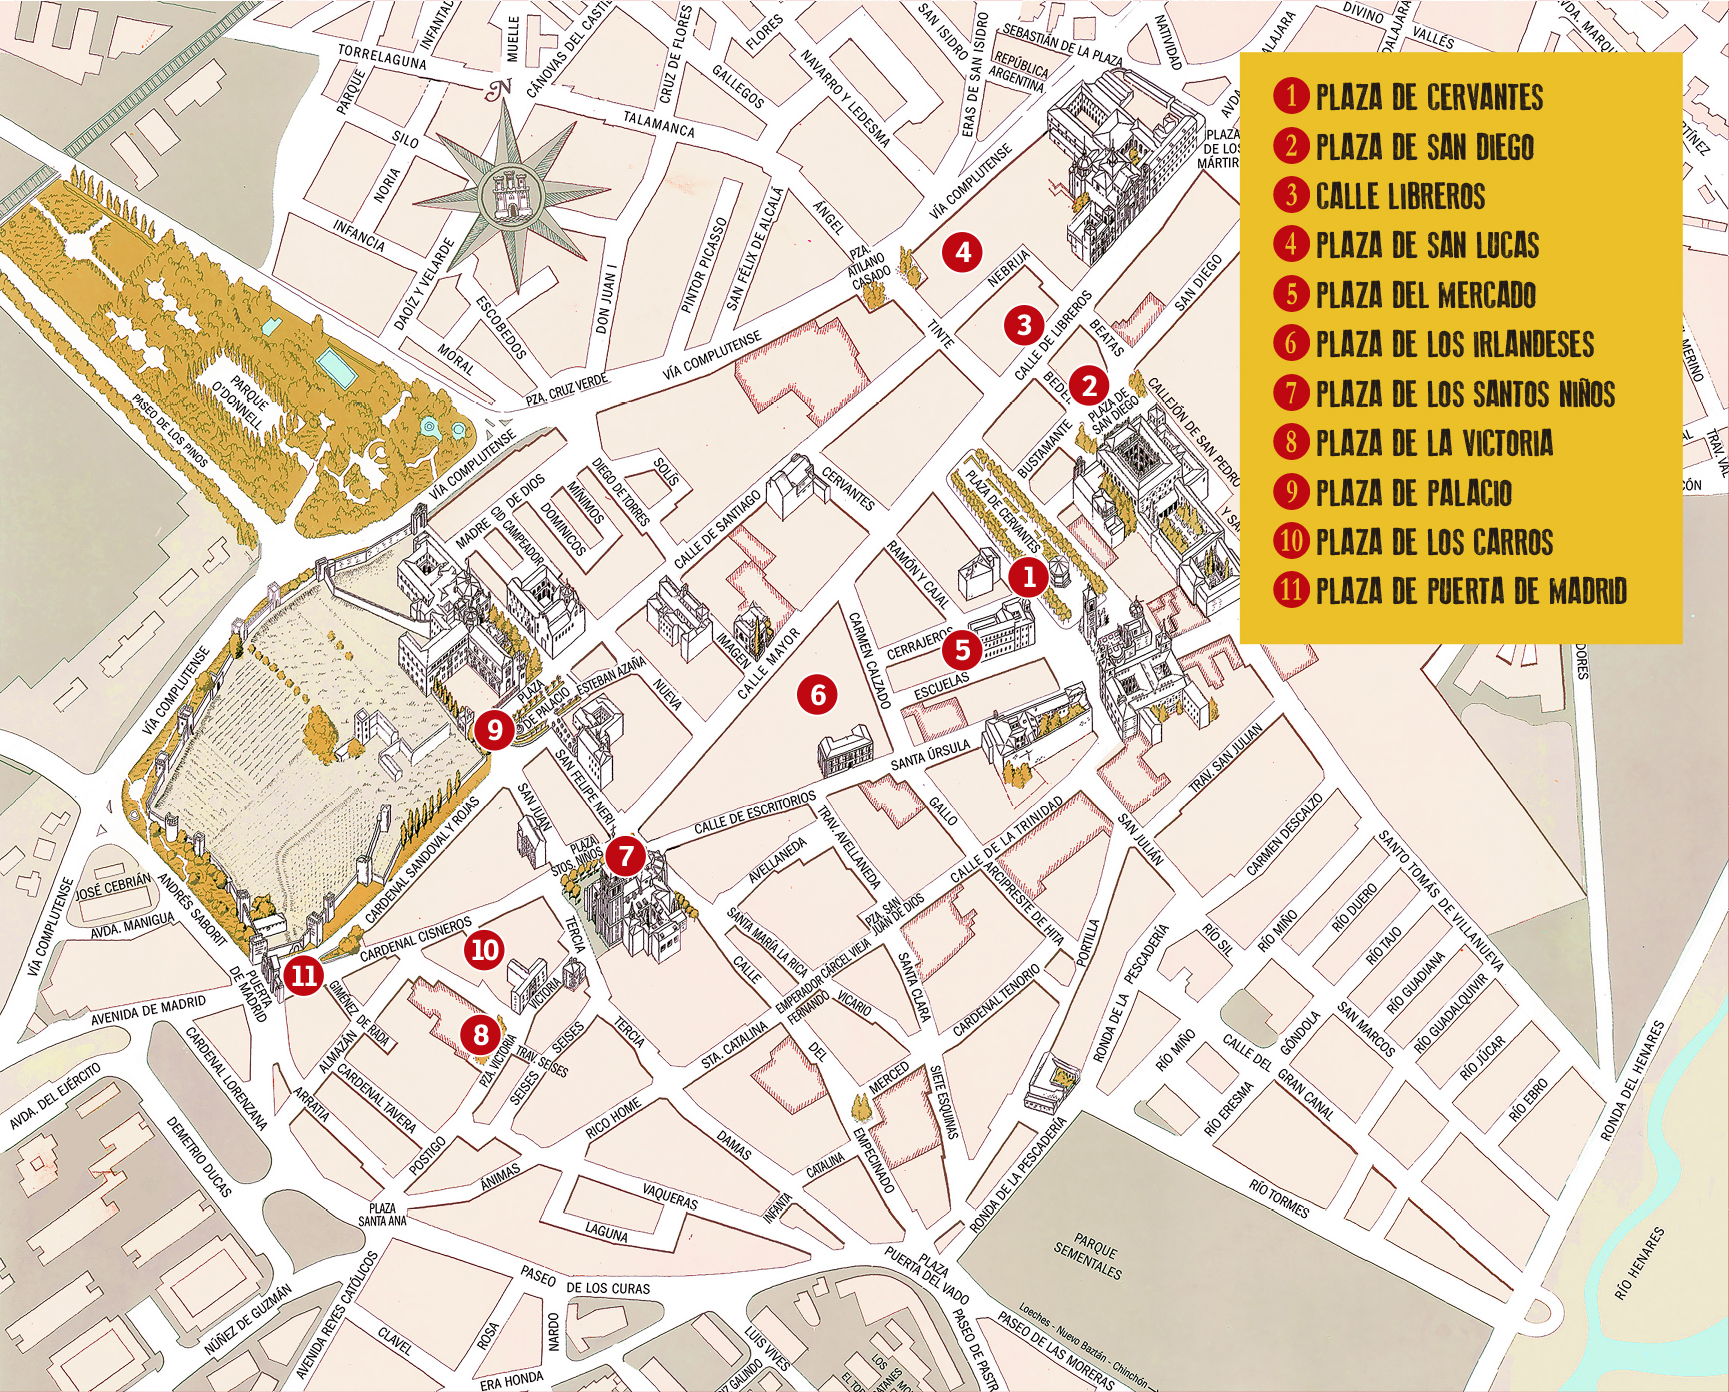 1 PLAZA DE CERVANTES
2 PLAZA DE SAN DIEGO
3 CALLE LIBREROS
4 PLAZA DE SAN LUCAS
5 PLAZA DEL MERCADO
6 PLAZA DE LOS IRLANDESES
7 PLAZA DE LOS SANTOS NIÑOS
8 PLAZA DE LA VICTORIA
9 PLAZA DE PALACIO
10 PLAZA DE LOS CARROS
11 PLAZA DE PUERTA DE MADRID
TORRELAGUNA
MUELLE
CÁNOVAS DEL
CRUZ DE FLORES
FLORES
GALLEGOS
NAVARRO Y LEDESMA
SAN ISIDRO
ERAS DE SAN ISIDRO
SEBASTIÁN DE LA PLAZA
REPÚBLICA
ARGENTINA
NATIVIDAD
DIVINO
VALLÉS
PARQUE
N
SILO
NORIA
INFANCIA
TALAMANCA
DAOÍZ Y VELARDE
ESCOBEDOS
MORAL
DON JUAN I
PINTOR PICASSO
SAN FÉLIX DE ALCALÁ
ÁNGEL
PZA.
ATILANO
CASADO
VÍA COMPLUTENSE
PLAZA
DE LOS
4
NEBRIJA
3
TINTE
CALLE DE LIBREROS
BEATAS
SAN DIEGO
VÍA COMPLUTENSE
PZA. CRUZ VERDE
PARQUE
O'DONNELL
PASEO DE LOS PINOS
VÍA COMPLUTENSE
2
PLAZA DE
SAN DIEGO
CALLEJÓN DE SAN PEDRO
BUSTAMANTE
PLAZA DE CERVANTES
1
MADRE DE DIOS
CID CAMPEADOR
DOMINICOS
MÍNIMOS
DIEGO DE TORRES
SOLÍS
CALLE DE SANTIAGO
CERVANTES
RAMÓN Y CAJAL
CERRAJEROS
5
ESCUELAS
CARMEN CALZADO
6
IMAGEN
CALLE MAYOR
NUEVA
ESTEBAN AZAÑA
PLAZA
DE PALACIO
9
SAN FELIPE NERI
SAN JUAN
VÍA COMPLUTENSE
CARDENAL SANDOVAL Y ROJAS
SANTA ÚRSULA
CALLE DE ESCRITORIOS
PLAZA
STOS. NIÑOS
7
TRAV. AVELLANEDA
AVELLANEDA
GALLO
CALLE DE LA TRINIDAD
ARCIPRESTE DE HITA
SAN JULIÁN
TRAV. SAN JULIAN
CARMEN DESCALZO
SANTO TOMÁS DE VILLANUEVA
JOSÉ CEBRIÁN
AVDA. MANIGUA
ANDRÉS SABORIT
VÍA COMPLUTENSE
CARDENAL CISNEROS
10
TERCIA
11
PUERTA
DE MADRID
AVENIDA DE MADRID
GIMÉNEZ DE RADA
ALMAZÁN
8
VICTORIA
PZA. VICTORIA
TRAV. SEISES
SEISES
SEISES
TERCIA
SANTA MARÍA LA RICA
CALLE
DEL
EMPECINADO
PZA. SAN
JUAN DE DIOS
EMPERADOR CÁRCEL VIEJA
FERNANDO
VICARIO
SANTA CLARA
CARDENAL TENORIO
PORTILLA
RONDA DE LA PESCADERÍA
RÍO SIL
RÍO MIÑO
RÍO DUERO
RÍO TAJO
RÍO GUADIANA
RÍO GUADALQUIVIR
SAN MARCOS
GÓNDOLA
RÍO MIÑO
CALLE DEL GRAN CANAL
RÍO ERESMA
RÍO JÚCAR
RÍO EBRO
RONDA DEL HENARES
RÍO HENARES
RÍO TORMES
STA. CATALINA
MERCED
SIETE ESQUINAS
CARDENAL LORENZANA
CARDENAL TAVERA
ARRATIA
POSTIGO
RICO HOME
DAMAS
CATALINA
INFANTA
ÁNIMAS
VAQUERAS
LAGUNA
AVDA. DEL EJÉRCITO
DEMETRIO DUCAS
PLAZA
SANTA ANA
RONDA DE LA PESCADERÍA
PARQUE
SEMENTALES
PLAZA
PUERTA DEL VADO
PASEO DE LOS CURAS
NÚÑEZ DE GUZMÁN
AVENIDA REYES CATÓLICOS
CLAVEL
ROSA
NARDO
ERA HONDA
LUIS VIVES
GALINDO
LOS
PASEO DE
PASEO DE LAS MORERAS
Loeches - Nuevo Baztán - Chinchón